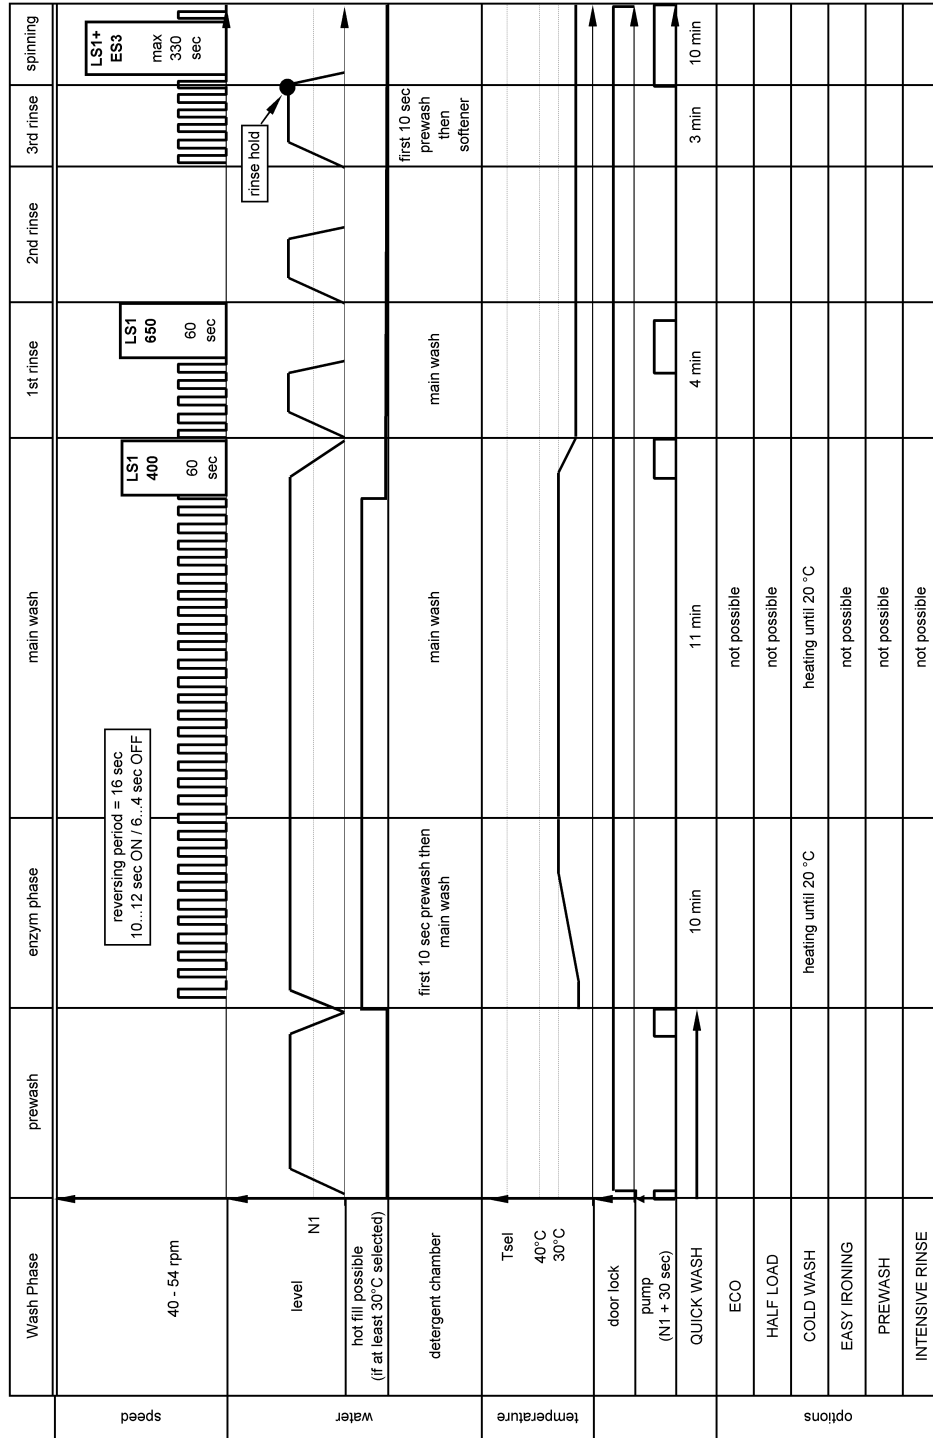 Wash Phase
prewash
enzym phase
main wash
1st rinse
2nd rinse
3rd rinse
spinning
speed
40 - 54 rpm
reversing period = 16 sec
10...12 sec ON / 6...4 sec OFF
LS1
400
60
sec
LS1
650
60
sec
LS1+
ES3
max
330
sec
water
level
N1
rinse hold
hot fill possible
(if at least 30°C selected)
detergent chamber
first 10 sec prewash then
main wash
main wash
main wash
first 10 sec
prewash
then
softener
temperature
Tsel
40°C
30°C
door lock
pump
(N1 + 30 sec)
QUICK WASH
10 min
11 min
4 min
3 min
10 min
options
ECO
not possible
HALF LOAD
not possible
COLD WASH
heating until 20 °C
heating until 20 °C
EASY IRONING
not possible
PREWASH
not possible
INTENSIVE RINSE
not possible